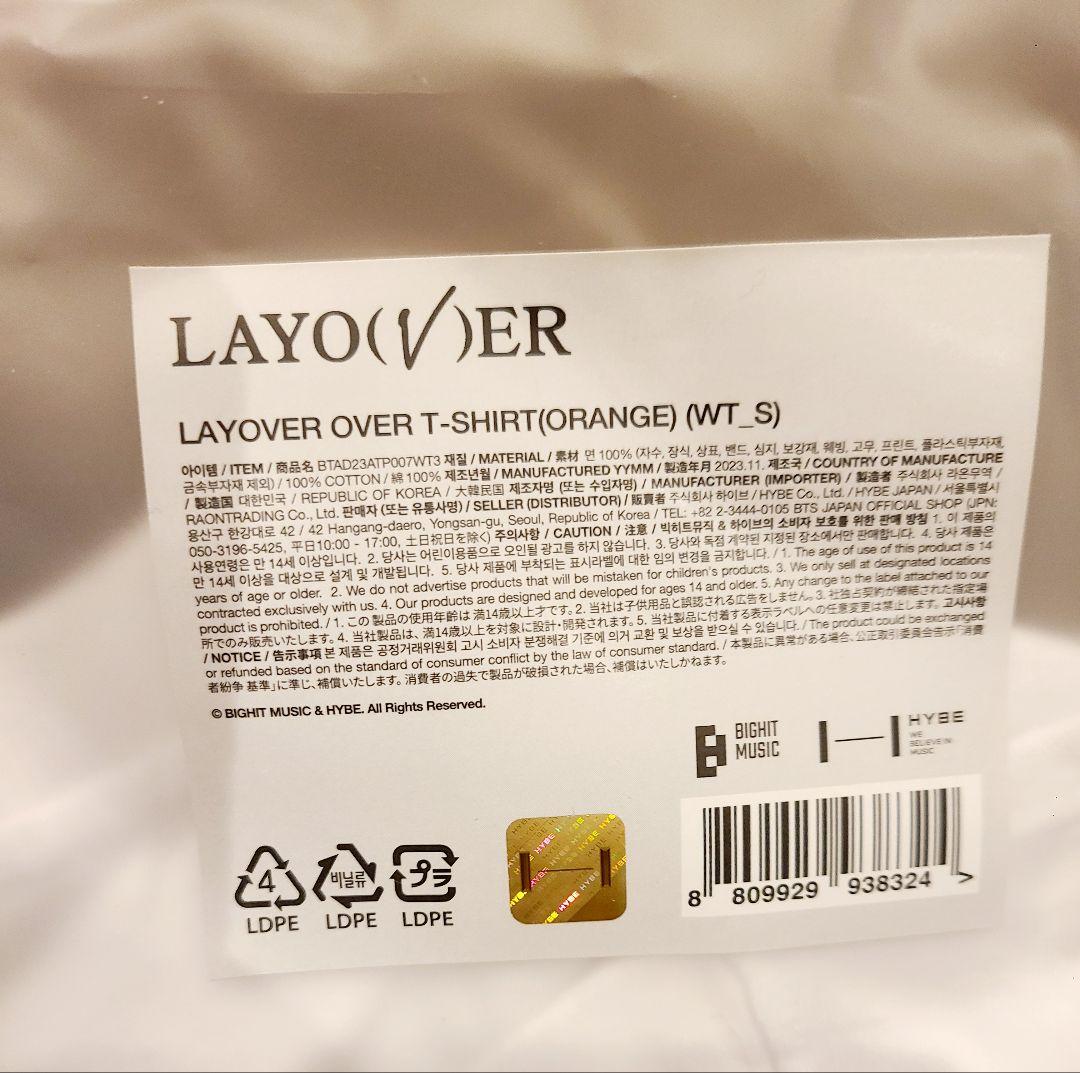 LAYO(V)ER
LAYOVER OVER T-SHIRT(ORANGE) (WT_S)
아이템 / ITEM / 商品名 BTAD23ATP007WT3 재질 / MATERIAL / 素材 면 100% (자수, 장식, 상표, 밴드, 심지, 보강재, 웨빙, 고무, 프린트, 플라스틱부자재,
금속부자재 제외) / 100% COTTON / 綿 100% 제조년월 / MANUFACTURED YYMM / 製造年月 2023.11. 제조국 / COUNTRY OF MANUFACTURE
/ 製造国 대한민국 / REPUBLIC OF KOREA / 大韓民国 제조자명 (또는 수입자명) / MANUFACTURER (IMPORTER) / 製造者 주식회사 라온무역 /
RAONTRADING Co., Ltd. 판매자 (또는 유통사명) / SELLER (DISTRIBUTOR) / 販賣者 주식회사 하이브 / HYBE Co., Ltd. / HYBE JAPAN / 서울특별시
용산구 한강대로 42 / 42 Hangang-daero, Yongsan-gu, Seoul, Republic of Korea / TEL: +82 2-3444-0105 BTS JAPAN OFFICIAL SHOP (JPN:
050-3196-5425, 平日10:00 - 17:00, 土日祝日を除く) 주의사항 / CAUTION / 注意 / 빅히트뮤직 & 하이브의 소비자 보호를 위한 판매 방침 1. 이 제품의
사용연령은 만 14세 이상입니다. 2. 당사는 어린이용품으로 오인될 광고를 하지 않습니다. 3. 당사와 독점 계약된 지정된 장소에서만 판매합니다. 4. 당사 제품은
만 14세 이상을 대상으로 설계 및 개발됩니다. 5. 당사 제품에 부착되는 표시라벨에 대한 임의 변경을 금지합니다. / 1. The age of use of this product is 14
years of age or older. 2. We do not advertise products that will be mistaken for children's products. 3. We only sell at designated locations
contracted exclusively with us. 4. Our products are designed and developed for ages 14 and older. 5. Any change to the label attached to our
product is prohibited. / 1. この 製品の使用年齢は 満14歳以上才です。2. 当社は子供用品と誤認される広告をしません。3. 社独占契約が締結された指定場
所でのみ販売いたします。4. 当社製品は、満14歳以上を対象に設計・開発されます。5. 当社製品に付着する表示ラベルへの任意変更は禁止します。고시사항
/ NOTICE / 告示事項 본 제품은 공정거래위원회 고시 소비자 분쟁해결 기준에 의거 교환 및 보상을 받으실 수 있습니다. / The product could be exchanged
or refunded based on the standard of consumer conflict by the law of consumer standard. / 本製品に異常がある場合、公正取引委員会告示「消費
者紛争 基準」に準じ、補償いたします。消費者の過失で製品が破損された場合、補償はいたしかねます。
© BIGHIT MUSIC & HYBE. All Rights Reserved.
BIGHIT
MUSIC
HYBE
WE
BELIEVE IN
MUSIC
4
LDPE
비닐류
LDPE
プラ
LDPE
HYBE HYBE HYBE
8 809929 938324 >